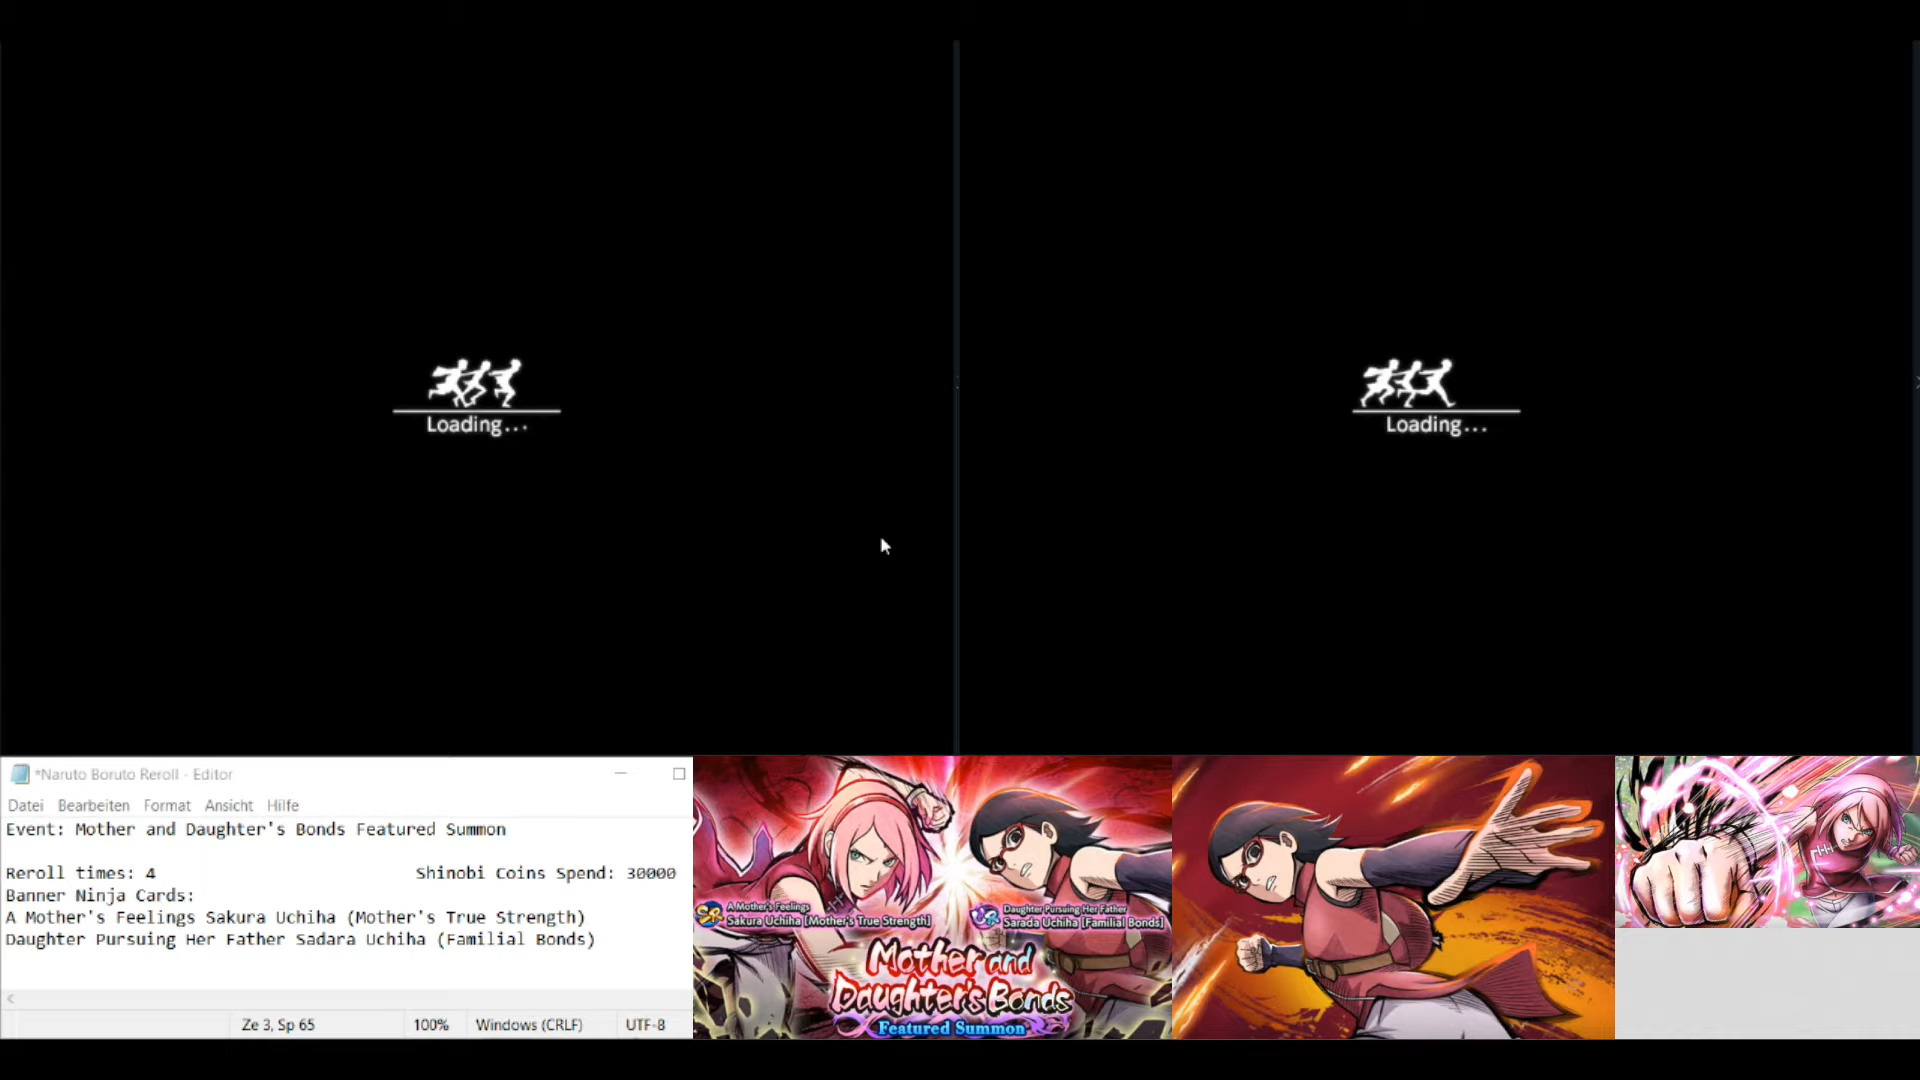 Loading...
Loading...
*Naruto Boruto Reroll - Editor
Datei Bearbeiten Format Ansicht Hilfe
Event: Mother and Daughter's Bonds Featured Summon
Reroll times: 4 Shinobi Coins Spend: 30000
Banner Ninja Cards:
A Mother's Feelings Sakura Uchiha (Mother's True Strength)
Daughter Pursuing Her Father Sadara Uchiha (Familial Bonds)
Ze 3, Sp 65 100% Windows (CRLF) UTF-8
A Mother's Feelings
Sakura Uchiha [Mother's True Strength]
Daughter Pursuing Her Father
Sarada Uchiha [Familial Bonds]
Mother and
Daughter's Bonds
Featured Summon